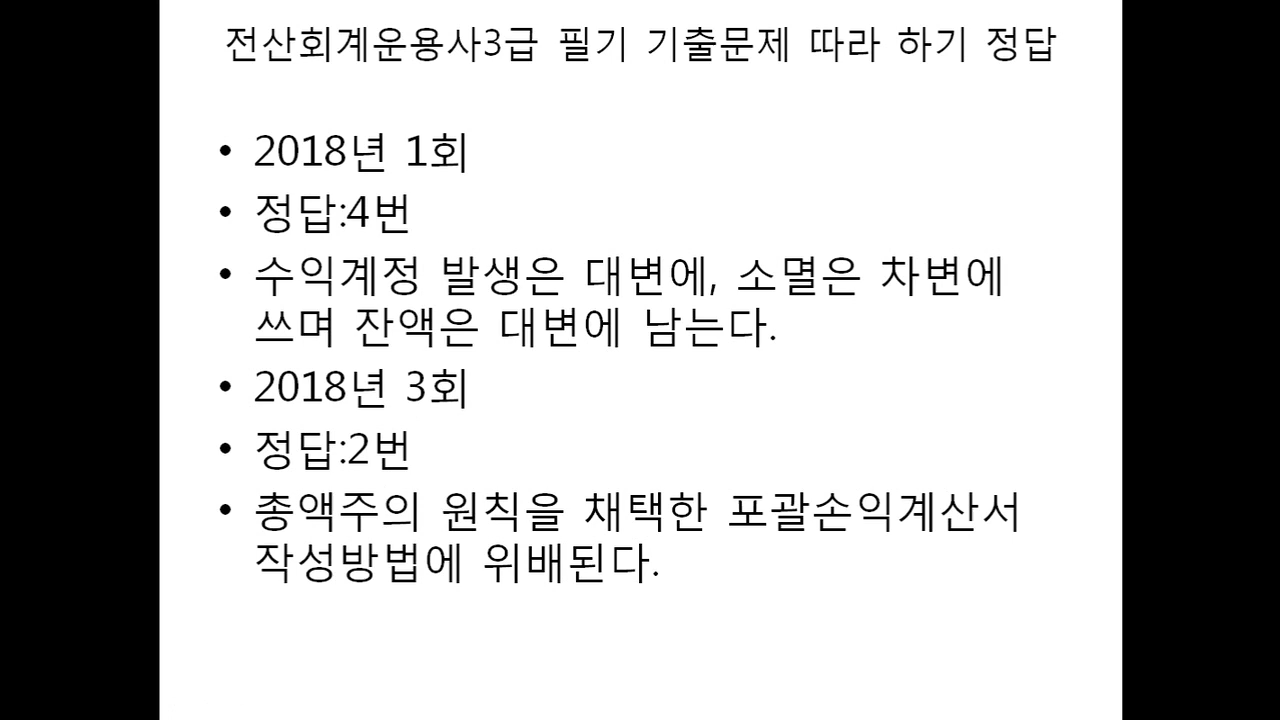 전산회계운용사3급 필기 기출문제 따라 하기 정답
• 2018년 1회
• 정답:4번
• 수익계정 발생은 대변에, 소멸은 차변에
쓰며 잔액은 대변에 남는다.
• 2018년 3회
• 정답:2번
• 총액주의 원칙을 채택한 포괄손익계산서
작성방법에 위배된다.